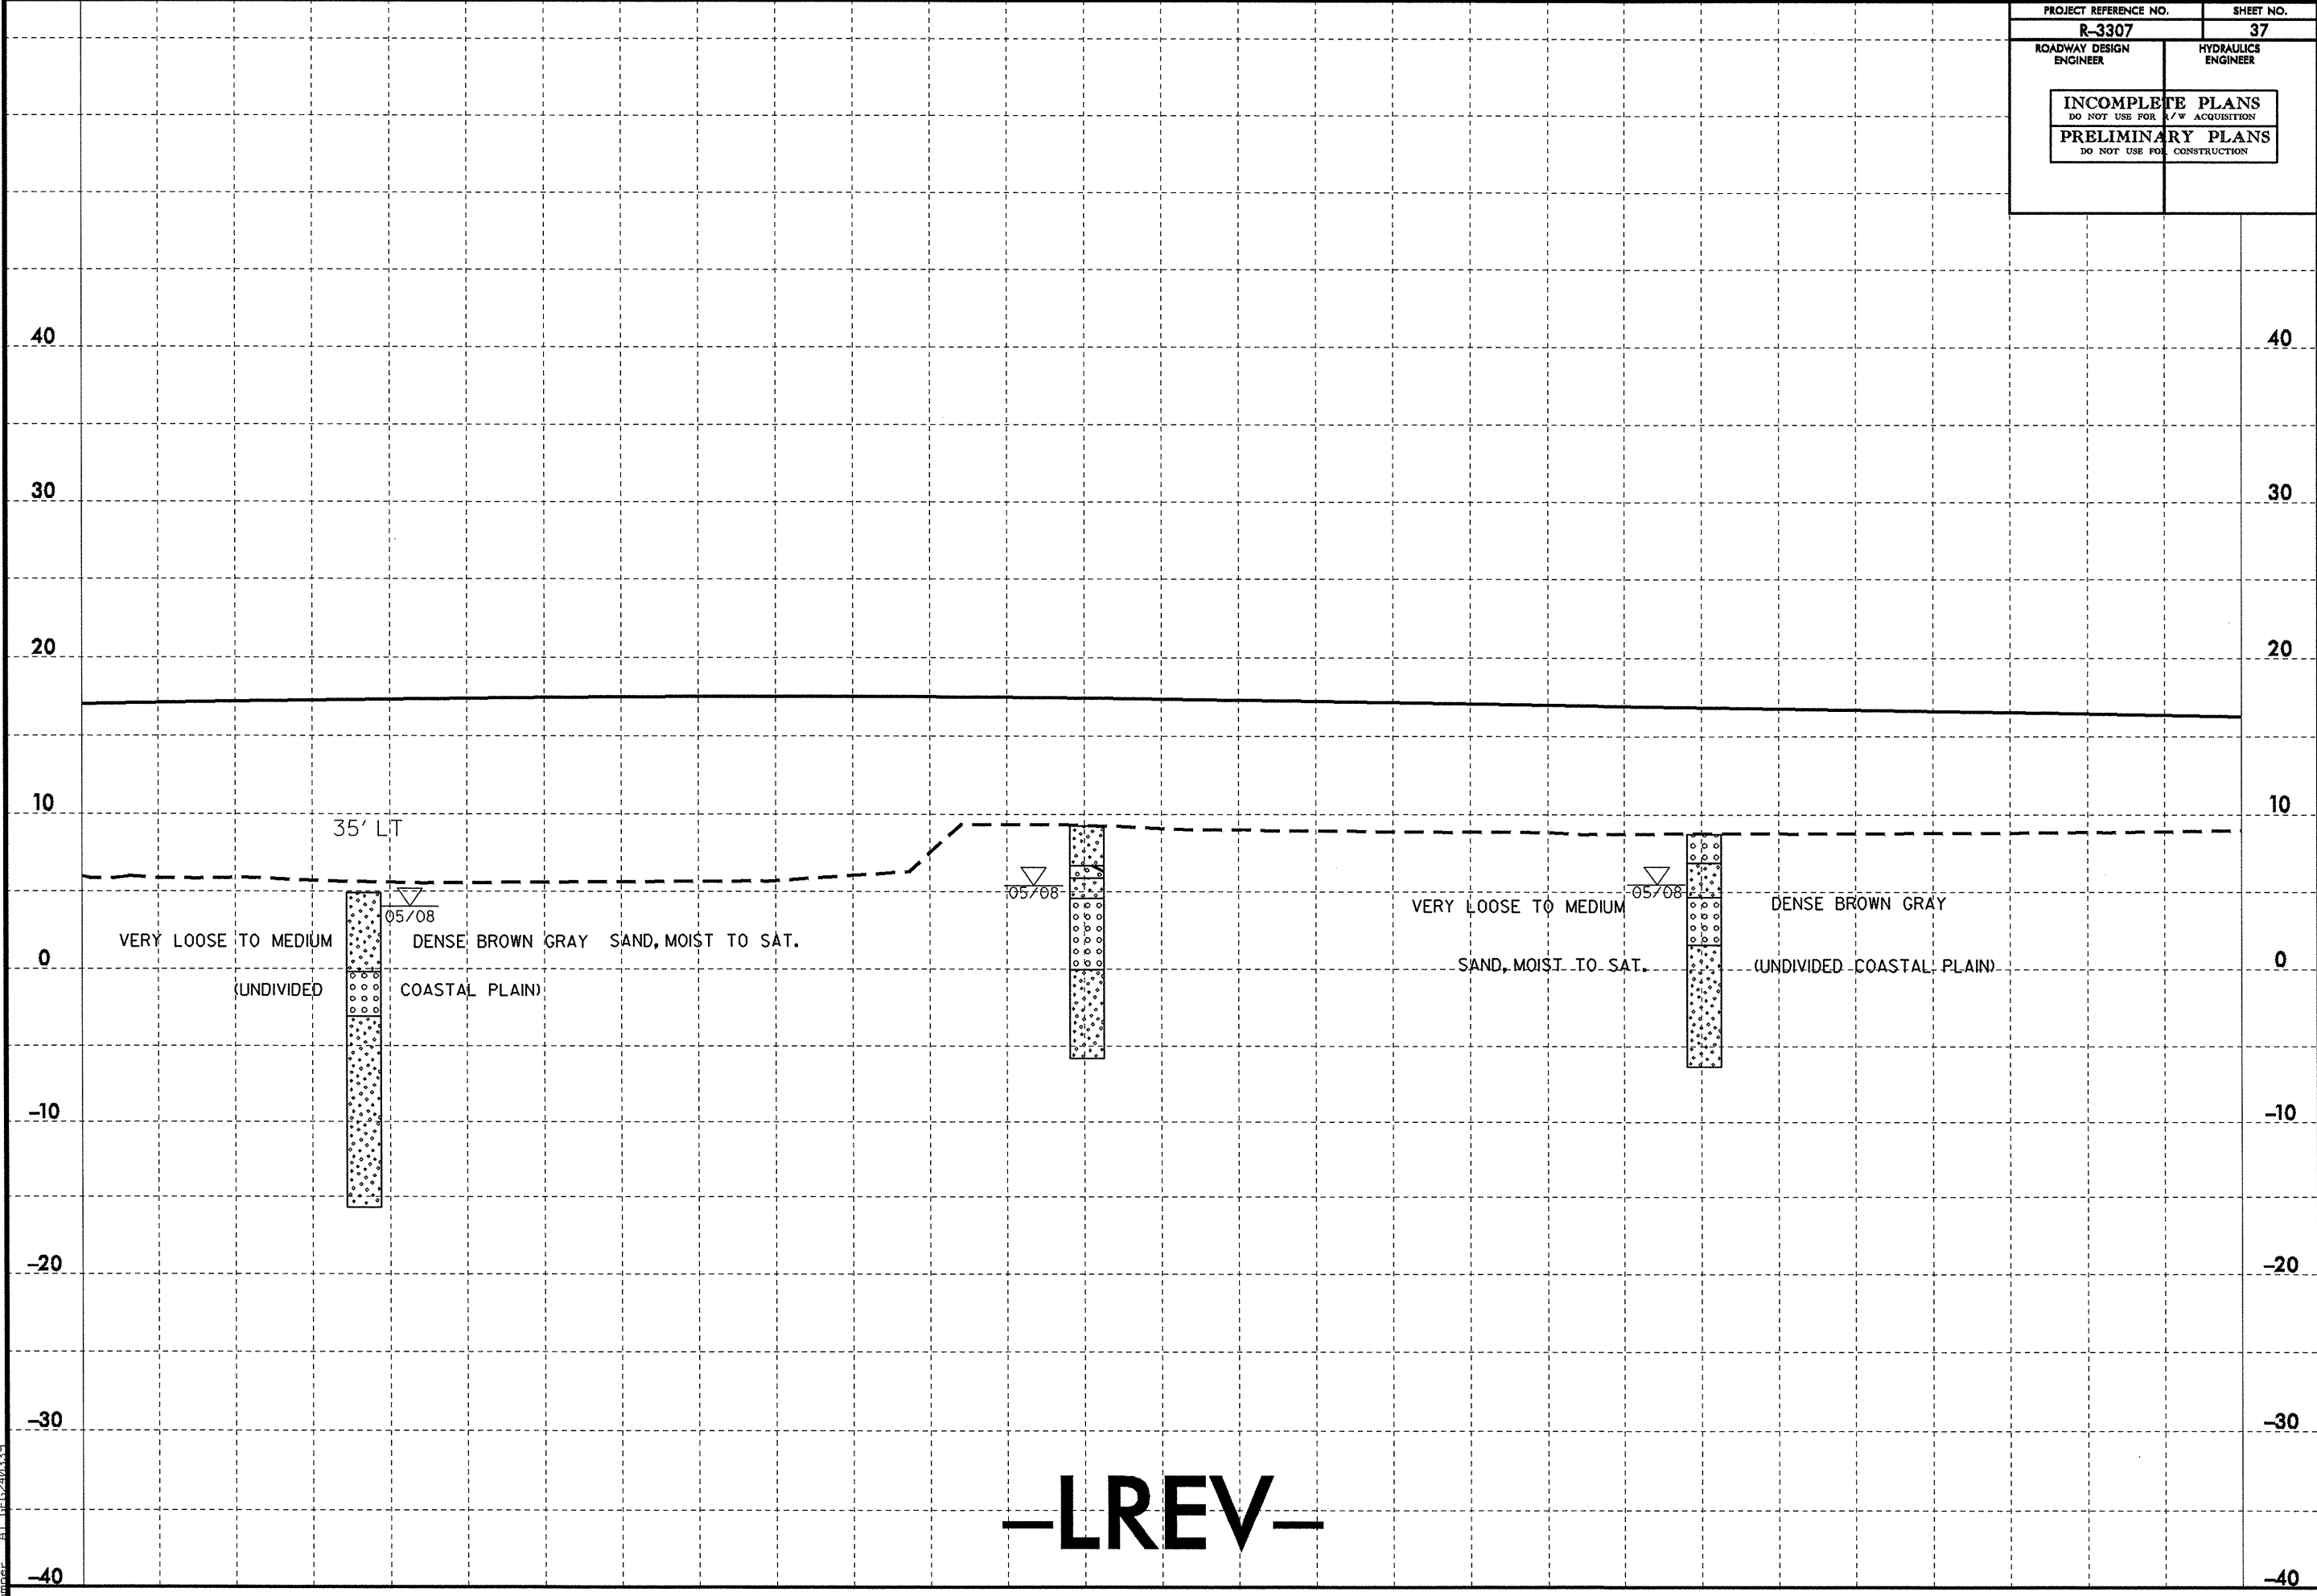 PROJECT REFERENCE NO. SHEET NO.
R-3307 37
ROADWAY DESIGN ENGINEER
HYDRAULICS ENGINEER
INCOMPLETE PLANS
DO NOT USE FOR R/W ACQUISITION
PRELIMINARY PLANS
DO NOT USE FOR CONSTRUCTION
40 40
30 30
20 20
10 10
35' LT
05/08
05/08
05/08
VERY LOOSE TO MEDIUM DENSE BROWN GRAY SAND, MOIST TO SAT.
(UNDIVIDED COASTAL PLAIN)
VERY LOOSE TO MEDIUM DENSE BROWN GRAY
SAND, MOIST TO SAT. (UNDIVIDED COASTAL PLAIN)
0 0
-10 -10
-20 -20
-30 -30
-LREV-
-40 -40